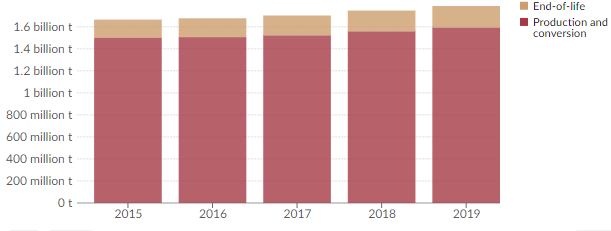 End-of-life
Production and
conversion
1.6 billion t
1.4 billion t
1.2 billion t
1 billion t
800 million t
600 million t
400 million t
200 million t
0 t
2015
2016
2017
2018
2019